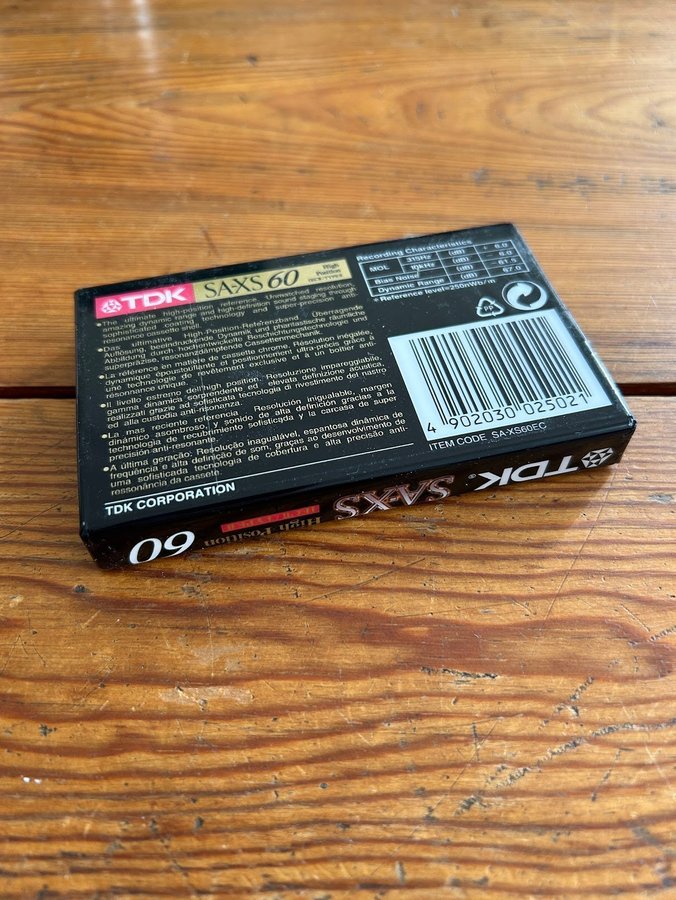 TDK SA-XS 60 High Position
•The ultimate high-position reference. Unmatched resolution,
amazing dynamic range and high-definition sound staging through
sophisticated coating technology and super-precision anti-
resonance cassette shell.
•Das ultimative High-Position-Referenzband. Überragende
Auflösung, beeindruckende Dynamik und phantastische räumliche
Abbildung durch hochentwickelte Beschichtungstechnologie und
superpräzise, resonanzdämpfende Cassettenmechanik.
•La référence en matière de cassette chrome. Résolution inégalée,
dynamique époustouflante et positionnement ultra-précis grâce à
une technologie de revêtement unique et à un boîtier anti-
résonnance unique.
•Il livello estremo dell'high position. Risoluzione impareggiabile,
gamma dinamica sorprendente ed elevata definizione acustica,
realizzati grazie ad sofisticata tecnologia di rivestimento del nastro,
ed alla custodia anti-risonanza.
•La mas reciente referencia. Resolución inigualable, margen
dinámico asombroso, y sonido de alta definición gracias a la
tecnología de recubrimiento sofisticada y la carcasa de super
precisión anti-resonante.
•A última geração: Resolução inagualável, espantosa dinâmica de
frequência e alta definição de som, graças ao desenvolvimento de
uma sofisticada tecnologia de cobertura e alta precisão anti-
ressonância da cassete.
TDK CORPORATION
Recording Characteristics
MOL 315Hz (dB) + 6.0
10kHz (dB)
Bias Noise (dB) 61.5
Dynamic Range (dB) 67.0
* Reference level=250nWb/m
4 902030 025021
ITEM CODE SA-XS60EC
TDK SA-XS High Position 60